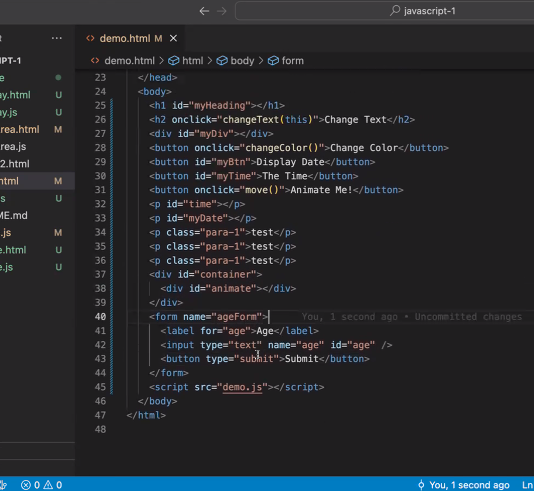 ← → javascript-1
t ...
PT-1
demo.html M ×
demo.html > html > body > form
e
ay.html U
ay.js U
rea.html M
ea.js
2.html
html M
s U
ME.md
.js M
e.html U
e.js U
23 </head>
24 <body>
25 <h1 id="myHeading"></h1>
26 <h2 onclick="changeText(this)">Change Text</h2>
27 <div id="myDiv"></div>
28 <button onclick="changeColor()">Change Color</button>
29 <button id="myBtn">Display Date</button>
30 <button id="myTime">The Time</button>
31 <button onclick="move()">Animate Me!</button>
32 <p id="time"></p>
33 <p id="myDate"></p>
34 <p class="para-1">test</p>
35 <p class="para-1">test</p>
36 <p class="para-1">test</p>
37 <div id="container">
38 <div id="animate"></div>
39 </div>
40 <form name="ageForm"> You, 1 second ago • Uncommitted changes
41 <label for="age">Age</label>
42 <input type="text" name="age" id="age" />
43 <button type="submit">Submit</button>
44 </form>
45 <script src="demo.js"></script>
46 </body>
47 </html>
48
0 0 You, 1 second ago Ln